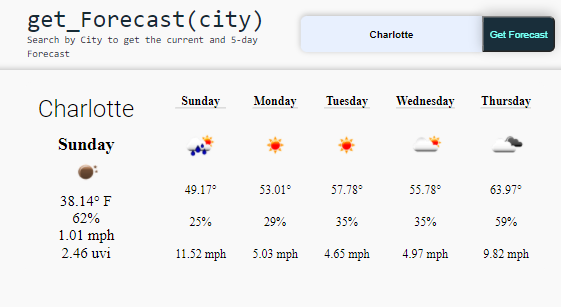 get_Forecast(city)
Search by City to get the current and 5-day
Forecast
Charlotte
Get Forecast
Charlotte
Sunday
38.14° F
62%
1.01 mph
2.46 uvi
Sunday Monday Tuesday Wednesday Thursday
49.17° 53.01° 57.78° 55.78° 63.97°
25% 29% 35% 35% 59%
11.52 mph 5.03 mph 4.65 mph 4.97 mph 9.82 mph